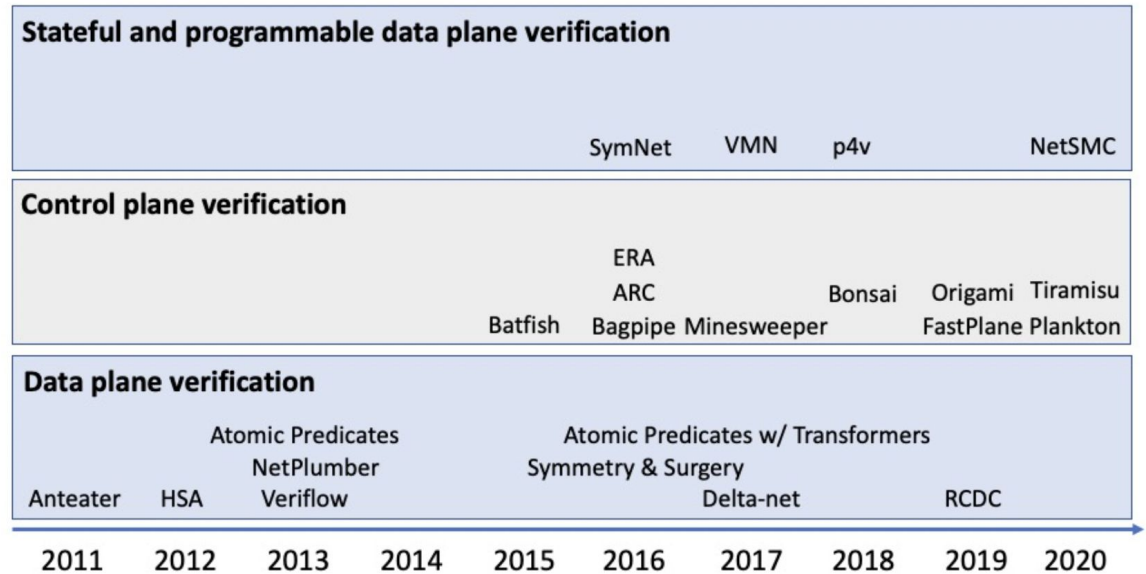 Stateful and programmable data plane verification
SymNet VMN p4v NetSMC
Control plane verification
ERA
ARC Bonsai Origami Tiramisu
Batfish Bagpipe Minesweeper FastPlane Plankton
Data plane verification
Atomic Predicates Atomic Predicates w/ Transformers
NetPlumber Symmetry & Surgery
Anteater HSA Veriflow Delta-net RCDC
2011 2012 2013 2014 2015 2016 2017 2018 2019 2020